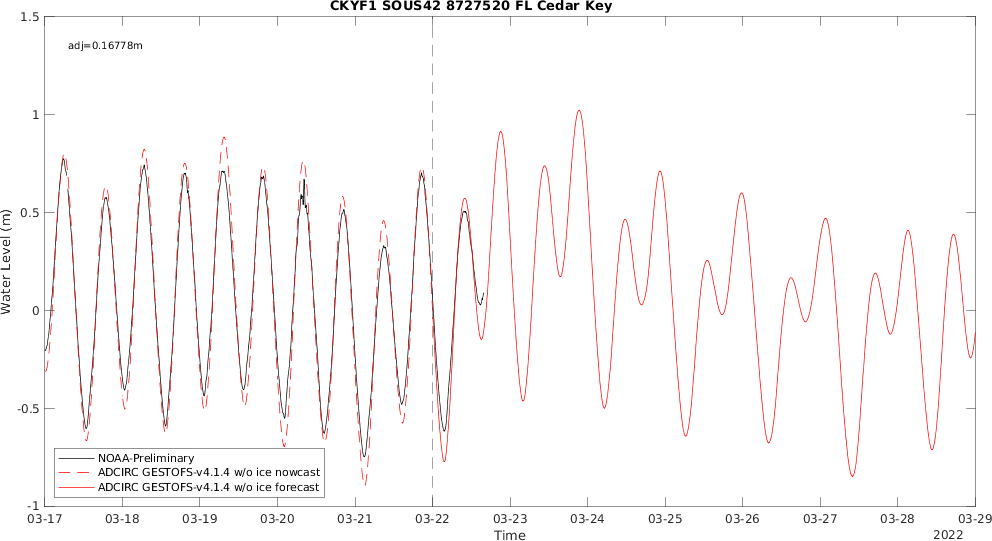 CKYF1 SOUS42 8727520 FL Cedar Key
adj=0.16778m
Water Level (m)
1.5
1
0.5
0
-0.5
-1
NOAA-Preliminary
ADCIRC GESTOFS-v4.1.4 w/o ice nowcast
ADCIRC GESTOFS-v4.1.4 w/o ice forecast
03-17 03-18 03-19 03-20 03-21 03-22 03-23 03-24 03-25 03-26 03-27 03-28 03-29
Time
2022